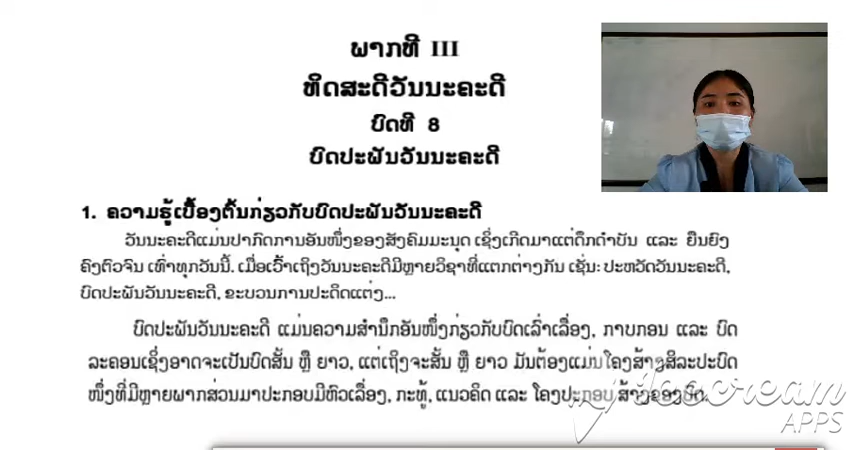 ພາກທີ III
ທິດສະດີວັນນະຄະດີ
ບົດທີ 8
ບົດປະພັນວັນນະຄະດີ
1. ຄວາມຮູ້ເບື້ອງຕົ້ນກ່ຽວກັບບົດປະພັນວັນນະຄະດີ
ວັນນະຄະດີແມ່ນປາກົດການອັນໜຶ່ງຂອງສັງຄົມມະນຸດ ເຊິ່ງເກີດມາແຕ່ດຶກດຳບັນ ແລະ ຍືນຍົງ
ຄົງຕົວຈົນ ເທົ່າທຸກວັນນີ້. ເມື່ອເວົ້າເຖິງວັນນະຄະດີມີຫຼາຍວິຊາທີ່ແຕກຕ່າງກັນ ເຊັ່ນ: ປະຫວັດວັນນະຄະດີ,
ບົດປະພັນວັນນະຄະດີ, ຂະບວນການປະດິດແຕ່ງ...
ບົດປະພັນວັນນະຄະດີ ແມ່ນຄວາມສຳນຶກອັນໜຶ່ງກ່ຽວກັບບົດເລົ່າເລື່ອງ, ກາບກອນ ແລະ ບົດ
ລະຄອນເຊິ່ງອາດຈະເປັນບົດສັ້ນ ຫຼື ຍາວ, ແຕ່ເຖິງຈະສັ້ນ ຫຼື ຍາວ ມັນຕ້ອງແມ່ນໂຄງສ້າງສິລະປະບົດ
ໜຶ່ງທີ່ມີຫຼາຍພາກສ່ວນມາປະກອບມີຫົວເລື່ອງ, ກະທູ້, ແນວຄິດ ແລະ ໂຄງປະກອບ ສ້າງຂອງບົດ.
Icecream
APPS